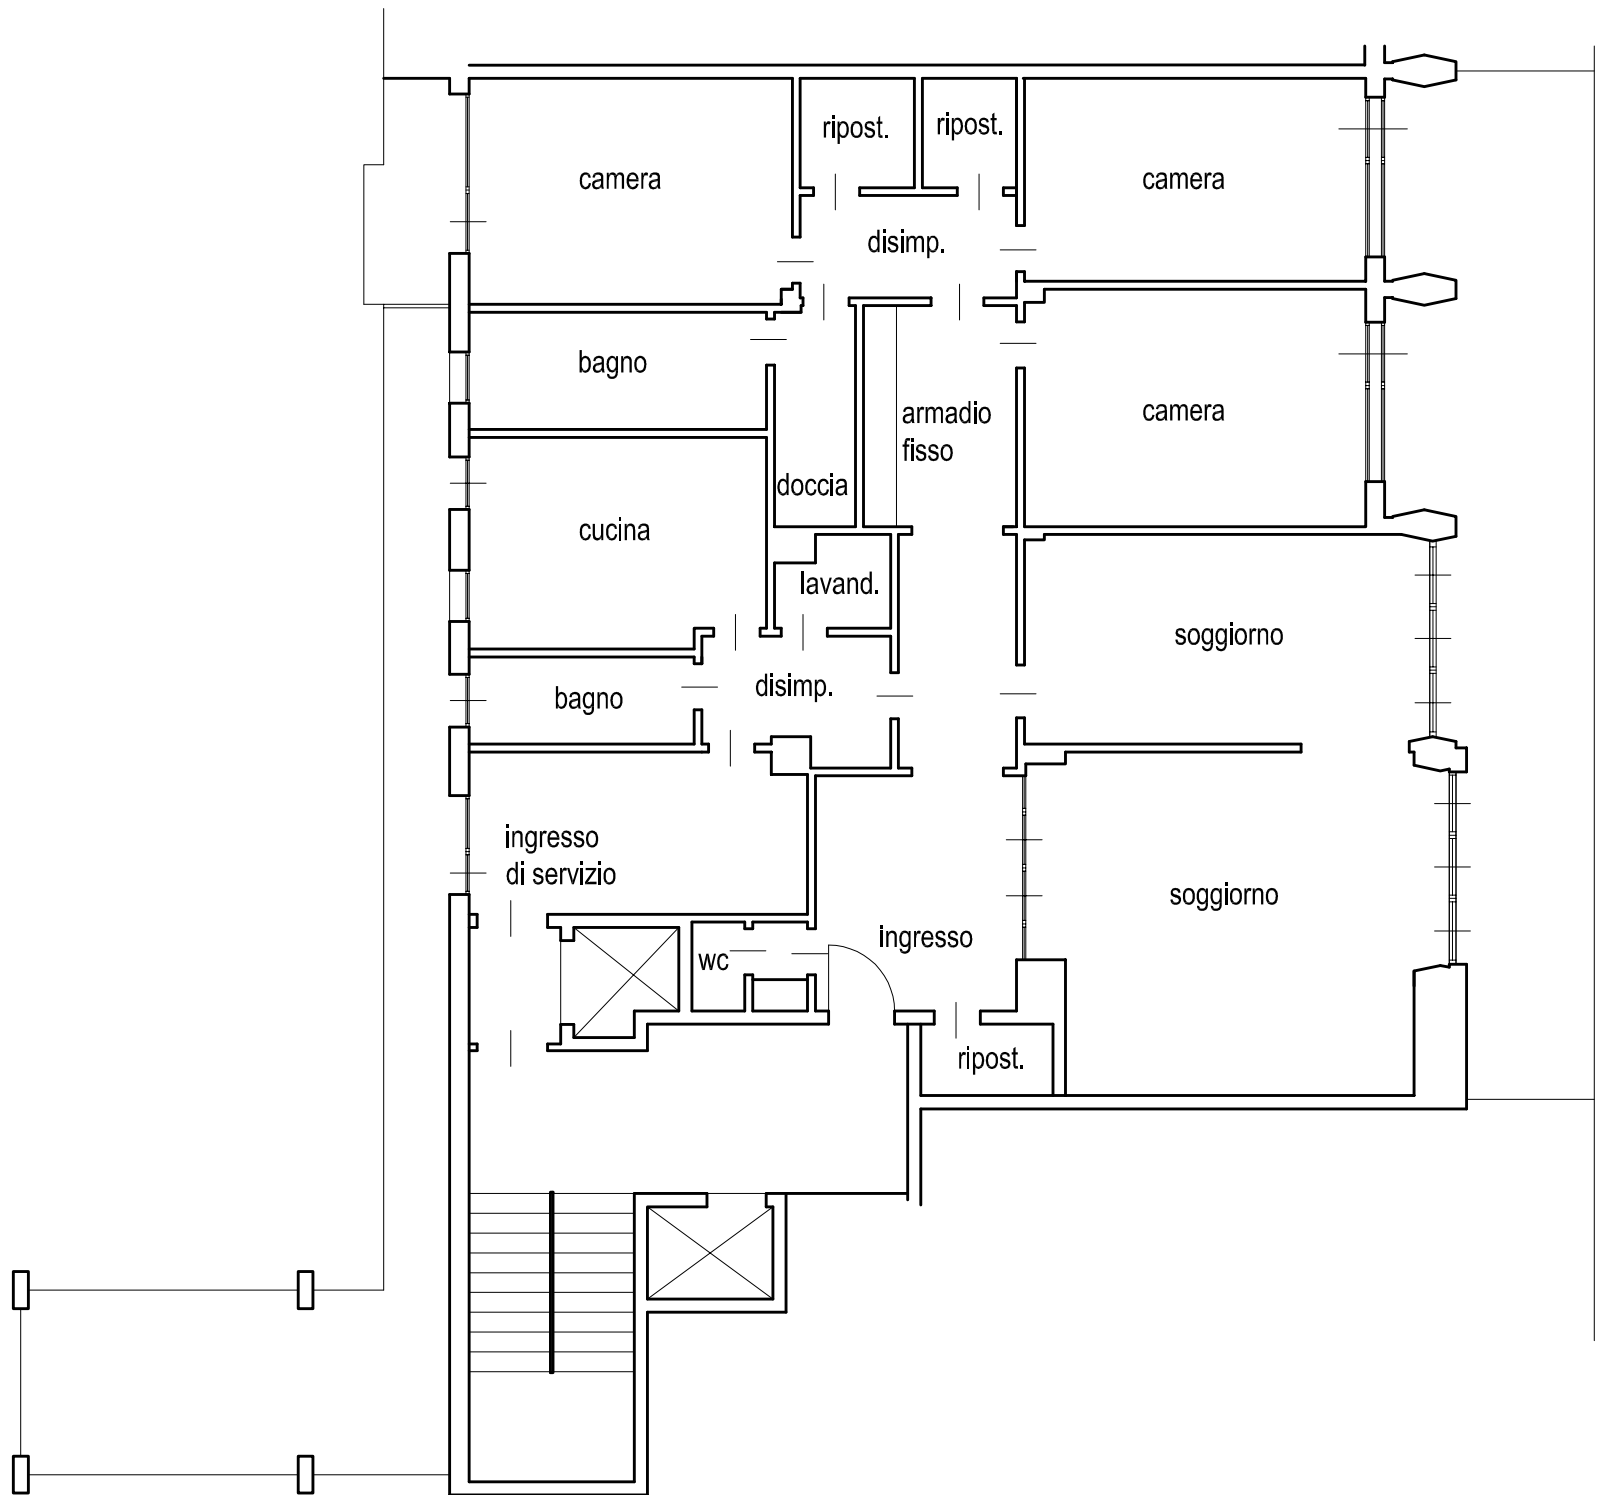 ripost.
ripost.
camera
camera
disimp.
bagno
armadio
fisso
camera
doccia
cucina
lavand.
soggiorno
bagno
disimp.
ingresso
di servizio
soggiorno
ingresso
wc
ripost.